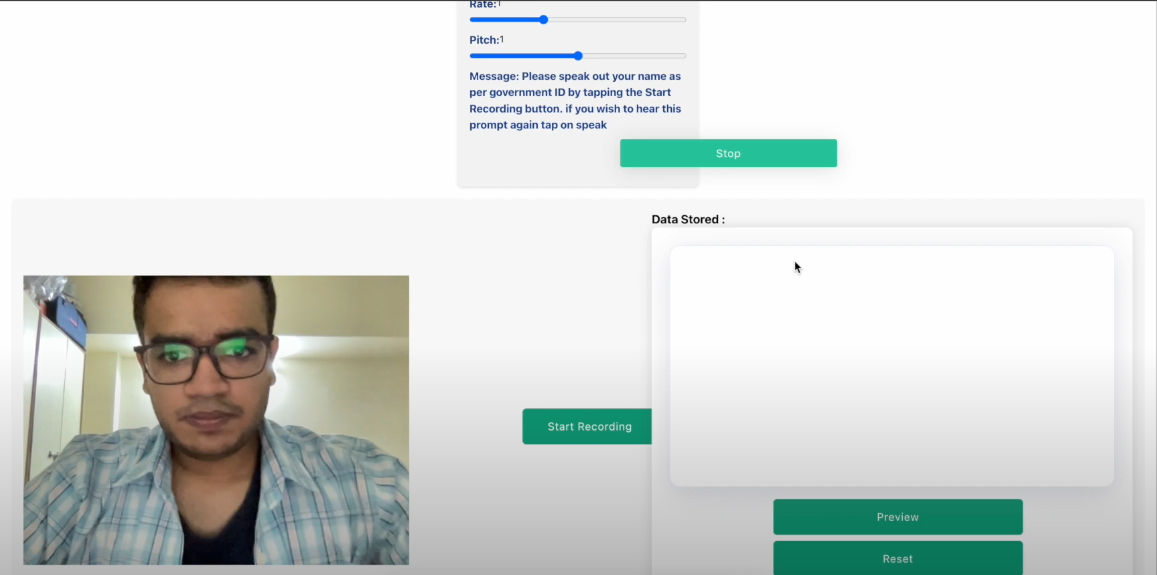 Rate:1
Pitch:1
Message: Please speak out your name as
per government ID by tapping the Start
Recording button. if you wish to hear this
prompt again tap on speak
Stop
Data Stored :
Start Recording
Preview
Reset